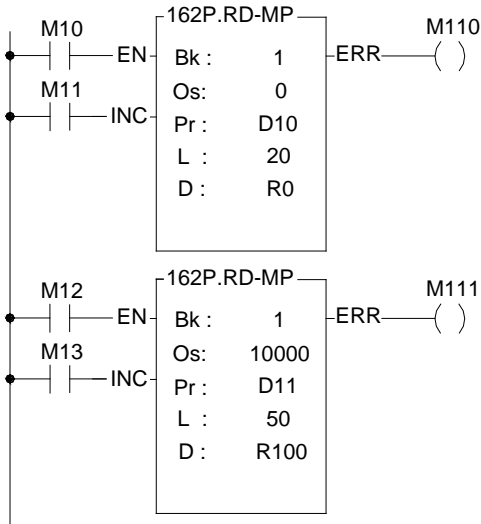 162P.RD-MP
M10
EN
Bk : 1
ERR
M110
M11
INC
Os: 0
Pr : D10
L : 20
D : R0
162P.RD-MP
M12
EN
Bk : 1
ERR
M111
M13
INC
Os: 10000
Pr : D11
L : 50
D : R100